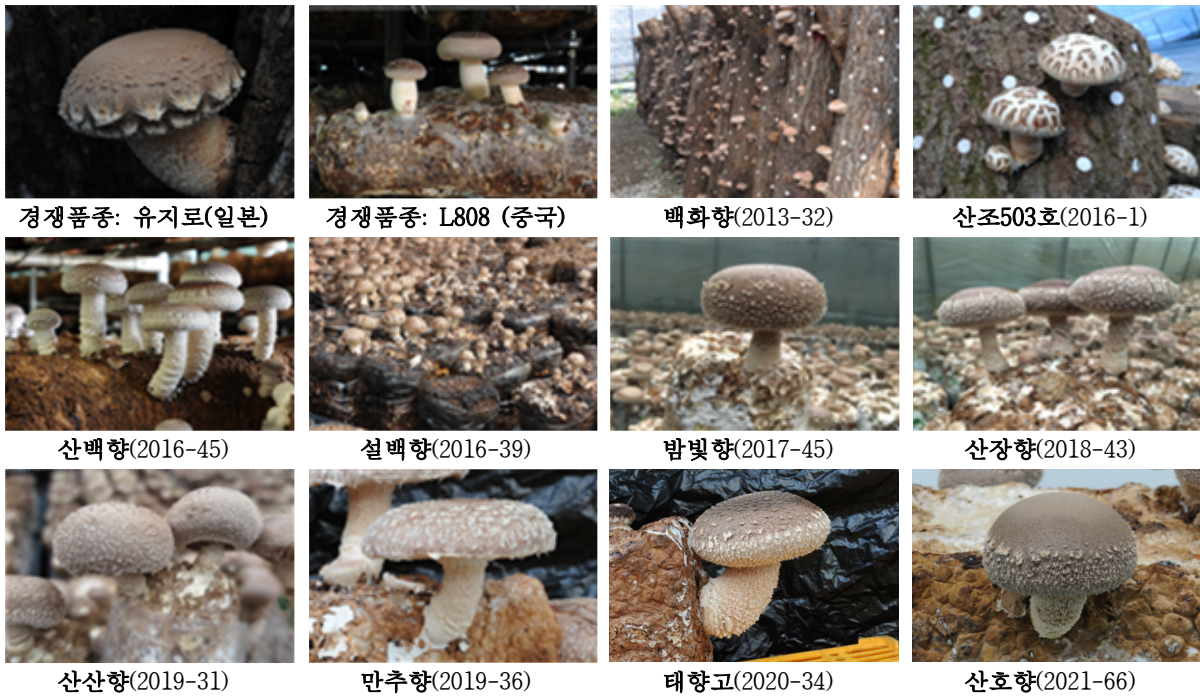 경쟁품종: 유지로(일본)
경쟁품종: L808 (중국)
백화향(2013-32)
산조503호(2016-1)
산백향(2016-45)
설백향(2016-39)
밤빛향(2017-45)
산장향(2018-43)
산산향(2019-31)
만추향(2019-36)
태향고(2020-34)
산호향(2021-66)